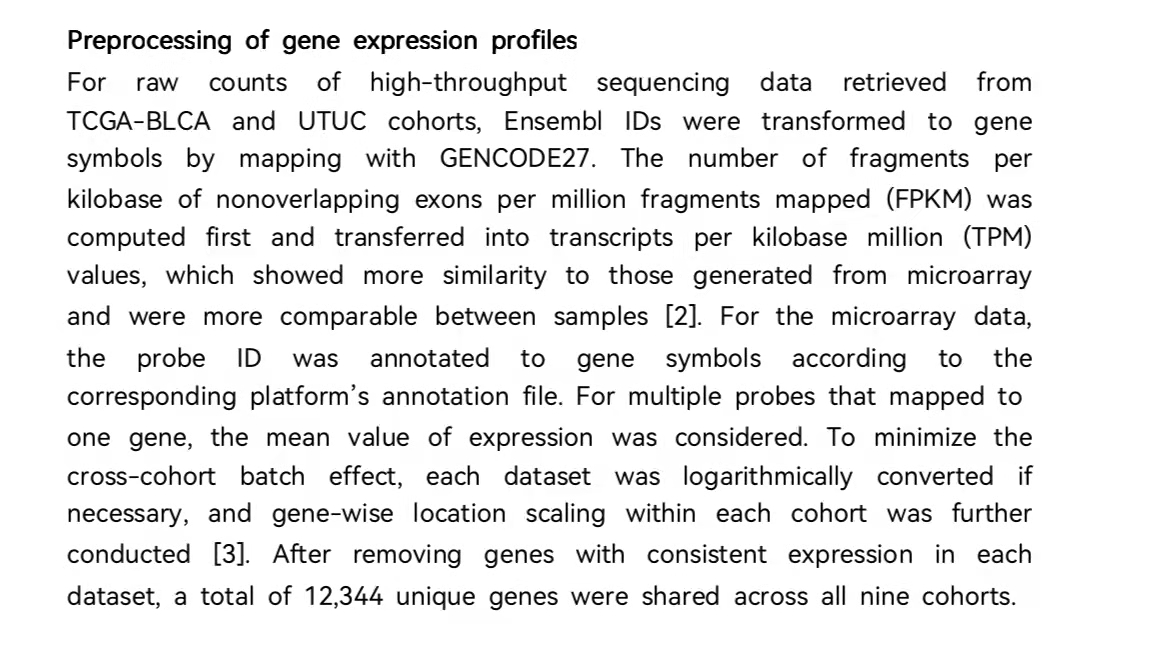 Preprocessing of gene expression profiles
For raw counts of high-throughput sequencing data retrieved from
TCGA-BLCA and UTUC cohorts, Ensembl IDs were transformed to gene
symbols by mapping with GENCODE27. The number of fragments per
kilobase of nonoverlapping exons per million fragments mapped (FPKM) was
computed first and transferred into transcripts per kilobase million (TPM)
values, which showed more similarity to those generated from microarray
and were more comparable between samples [2]. For the microarray data,
the probe ID was annotated to gene symbols according to the
corresponding platform's annotation file. For multiple probes that mapped to
one gene, the mean value of expression was considered. To minimize the
cross-cohort batch effect, each dataset was logarithmically converted if
necessary, and gene-wise location scaling within each cohort was further
conducted [3]. After removing genes with consistent expression in each
dataset, a total of 12,344 unique genes were shared across all nine cohorts.